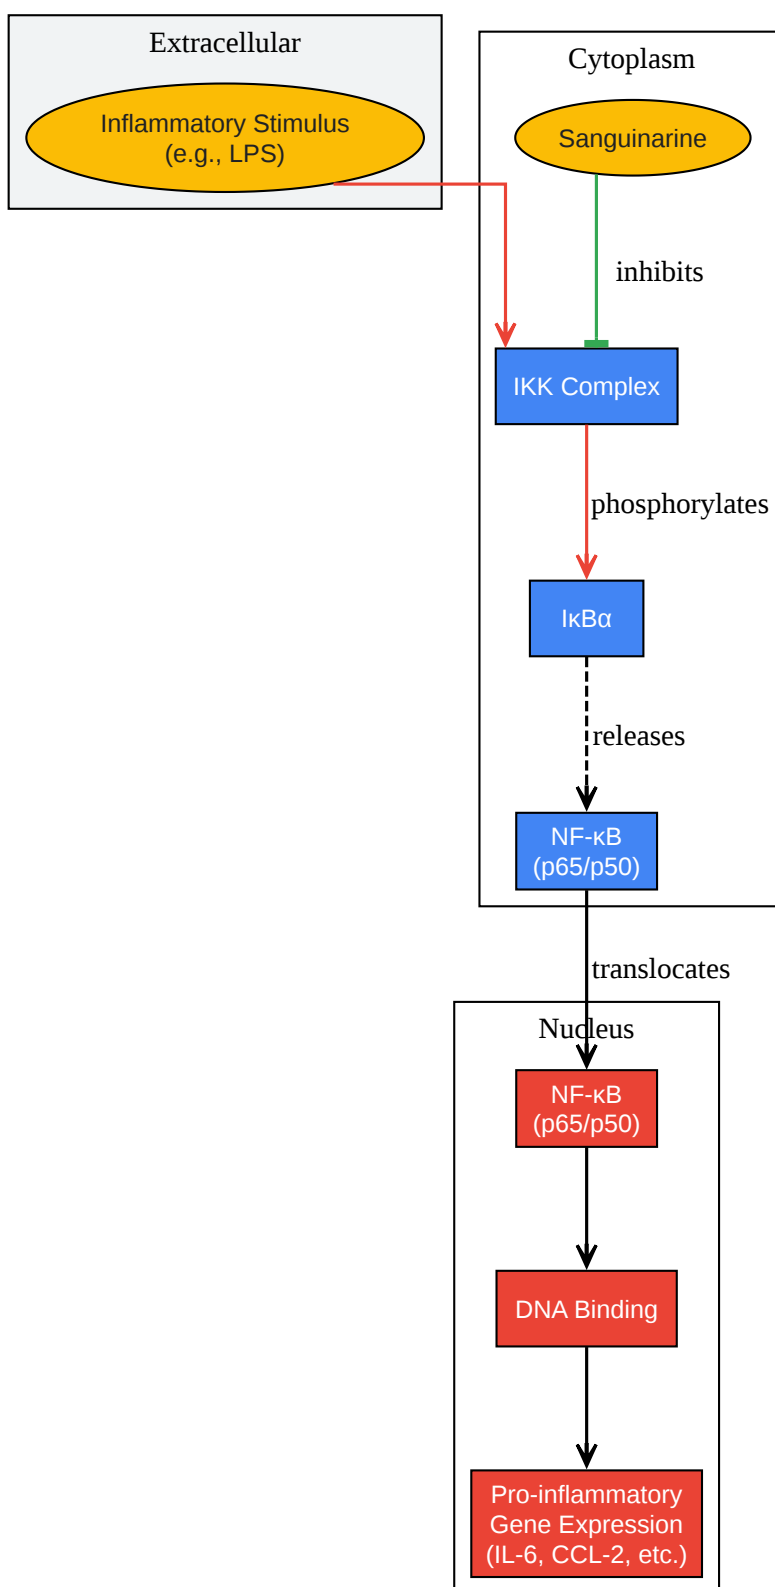 Extracellular
Cytoplasm
Inflammatory Stimulus
(e.g., LPS)
Sanguinarine
inhibits
IKK Complex
phosphorylates
IκBα
releases
NF-κB
(p65/p50)
translocates
Nucleus
NF-κB
(p65/p50)
DNA Binding
Pro-inflammatory
Gene Expression
(IL-6, CCL-2, etc.)